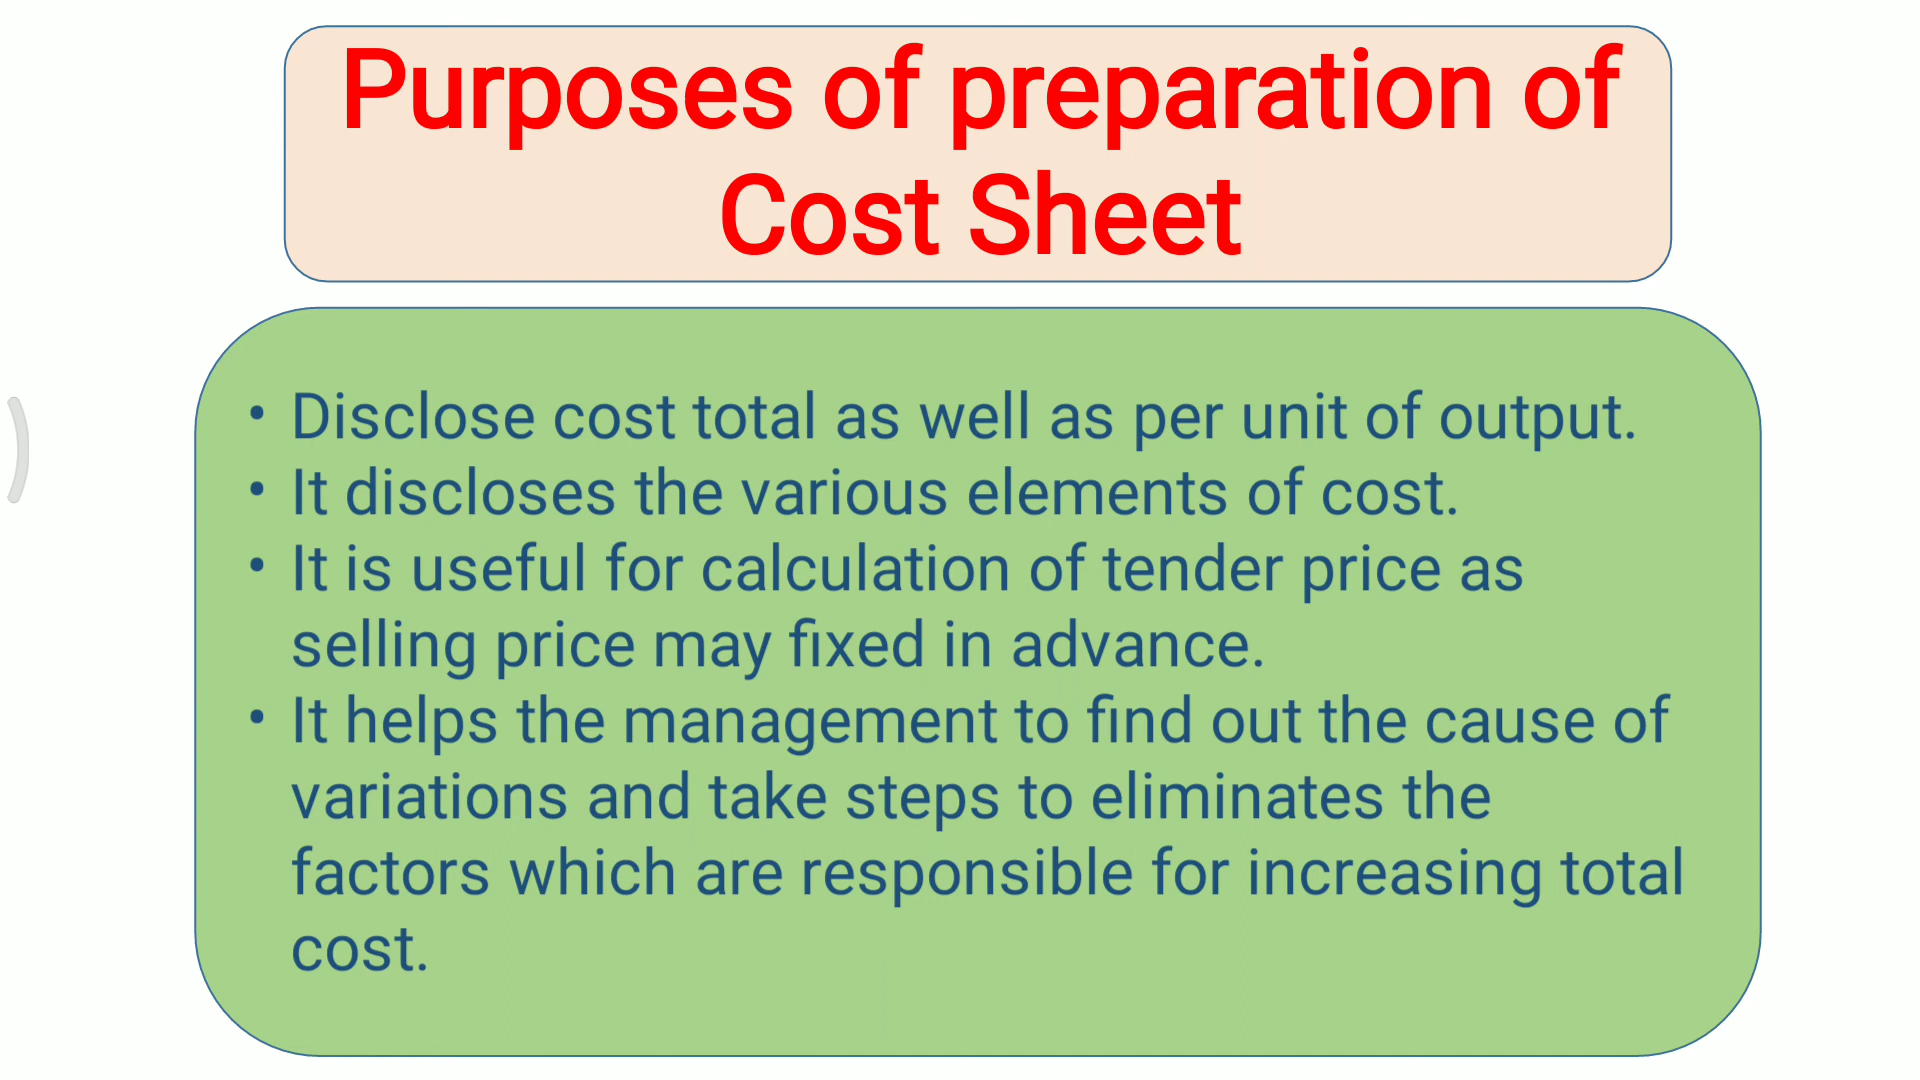 Purposes of preparation of
Cost Sheet
• Disclose cost total as well as per unit of output.
• It discloses the various elements of cost.
• It is useful for calculation of tender price as
selling price may fixed in advance.
• It helps the management to find out the cause of
variations and take steps to eliminates the
factors which are responsible for increasing total
cost.